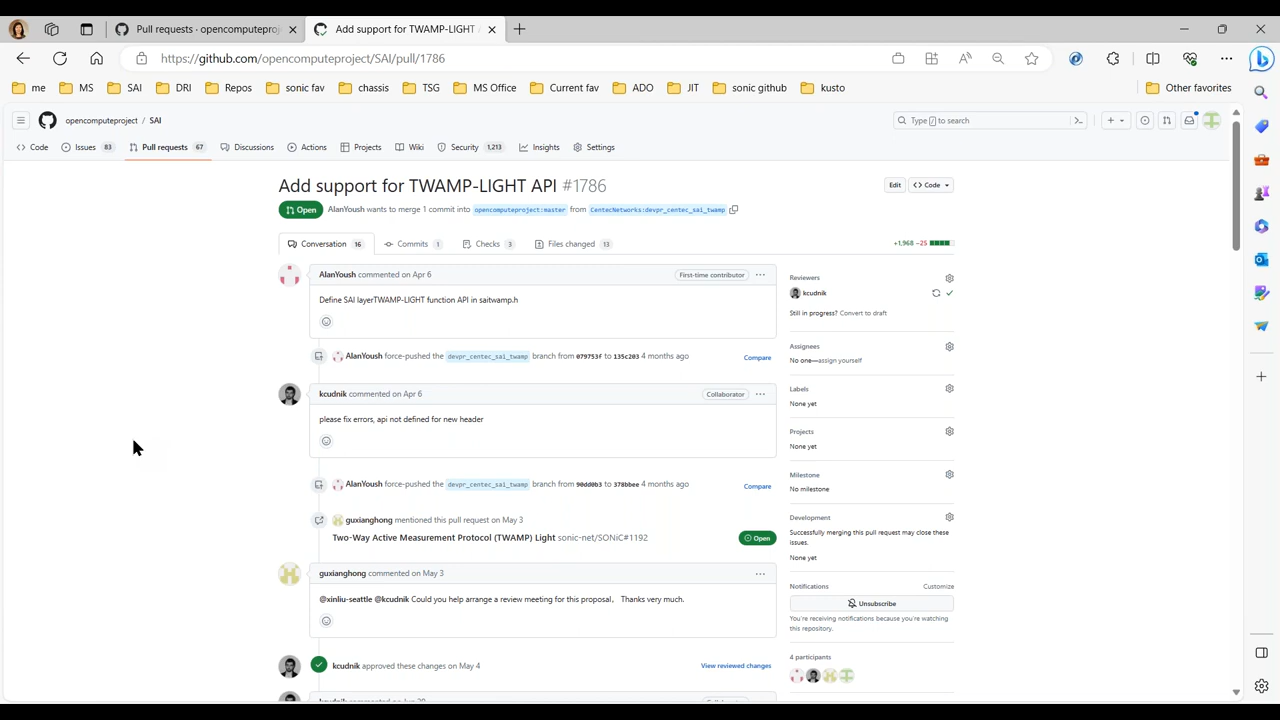 Pull requests · opencomputeproj
Add support for TWAMP-LIGHT
https://github.com/opencomputeproject/SAI/pull/1786
me MS SAI DRI Repos sonic fav chassis TSG MS Office Current fav ADO JIT sonic github kusto Other favorites
opencomputeproject / SAI
Type / to search
Code Issues 83 Pull requests 67 Discussions Actions Projects Wiki Security 1,213 Insights Settings
Add support for TWAMP-LIGHT API #1786
Edit
<> Code
Open
AlanYoush wants to merge 1 commit into opencomputeproject:master from CentecNetworks:devpr_centec_sai_twamp
Conversation 16 Commits 1 Checks 3 Files changed 13
+1,968 −25
AlanYoush commented on Apr 6
First-time contributor
Define SAI layerTWAMP-LIGHT function API in saitwamp.h
AlanYoush force-pushed the devpr_centec_sai_twamp branch from 079753f to 135c203 4 months ago
Compare
kcudnik commented on Apr 6
Collaborator
please fix errors, api not defined for new header
AlanYoush force-pushed the devpr_centec_sai_twamp branch from 90dd0b3 to 378bbee 4 months ago
Compare
guxianghong mentioned this pull request on May 3
Two-Way Active Measurement Protocol (TWAMP) Light sonic-net/SONiC#1192
Open
guxianghong commented on May 3
@xinliu-seattle @kcudnik Could you help arrange a review meeting for this proposal， Thanks very much.
kcudnik approved these changes on May 4
View reviewed changes
Reviewers
kcudnik
Still in progress? Convert to draft
Assignees
No one—assign yourself
Labels
None yet
Projects
None yet
Milestone
No milestone
Development
Successfully merging this pull request may close these
issues.
None yet
Notifications
Customize
Unsubscribe
You're receiving notifications because you're watching
this repository.
4 participants